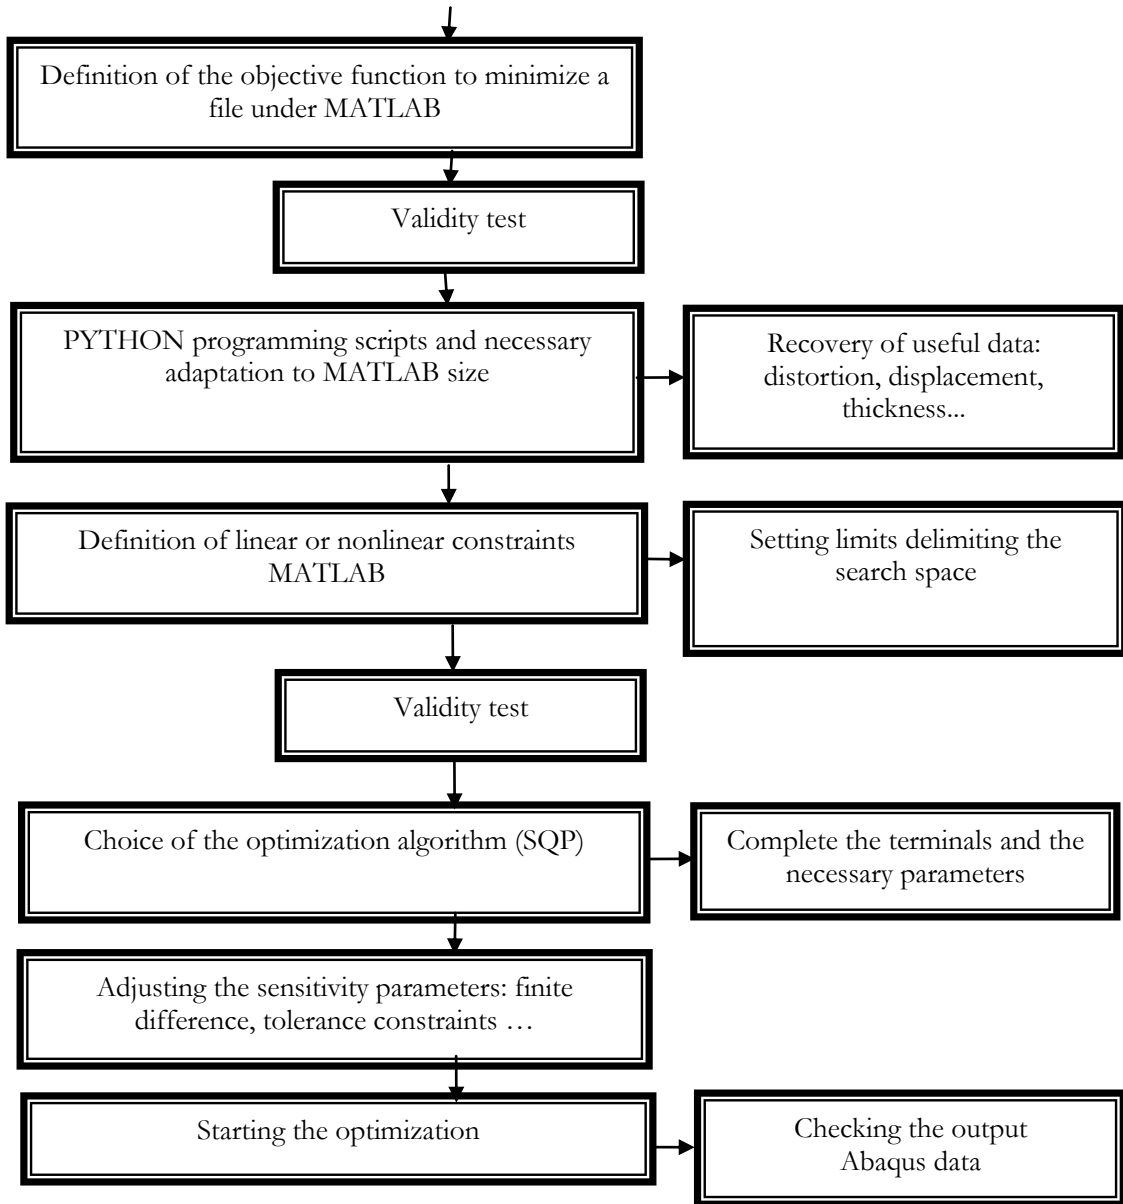 Definition of the objective function to minimize a
file under MATLAB
Validity test
PYTHON programming scripts and necessary
adaptation to MATLAB size
Recovery of useful data:
distortion, displacement,
thickness...
Definition of linear or nonlinear constraints
MATLAB
Setting limits delimiting the
search space
Validity test
Choice of the optimization algorithm (SQP)
Complete the terminals and the
necessary parameters
Adjusting the sensitivity parameters: finite
difference, tolerance constraints …
Starting the optimization
Checking the output
Abaqus data